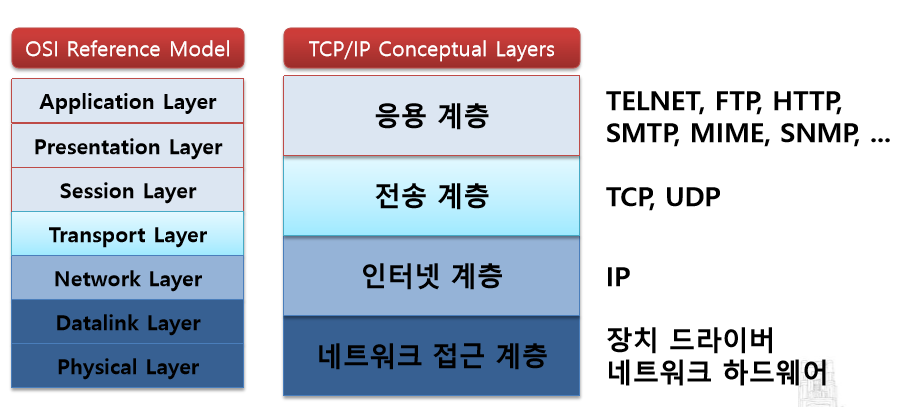 OSI Reference Model
Application Layer
Presentation Layer
Session Layer
Transport Layer
Network Layer
Datalink Layer
Physical Layer
TCP/IP Conceptual Layers
응용 계층
전송 계층
인터넷 계층
네트워크 접근 계층
TELNET, FTP, HTTP,
SMTP, MIME, SNMP, ...
TCP, UDP
IP
장치 드라이버
네트워크 하드웨어